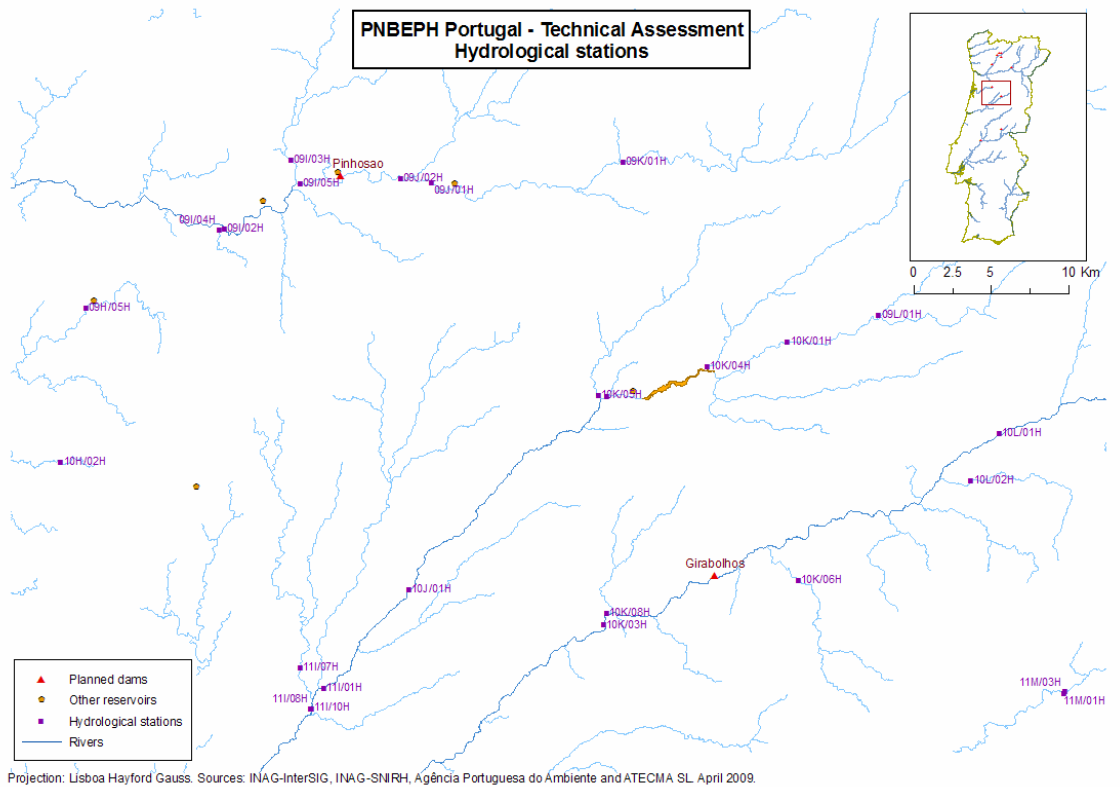 PNBEPH Portugal - Technical Assessment
Hydrological stations
0 2.5 5 10 Km
09I/03H
Pinhosao
09K/01H
09I/05H
09J/02H
09J/01H
09I/04H
09I/02H
09H/05H
09L/01H
10K/01H
10K/04H
10K/05H
10L/01H
10H/02H
10L/02H
Girabolhos
10K/06H
10J/01H
10K/08H
10K/03H
11I/07H
11I/01H
11I/08H
11I/10H
11M/03H
11M/01H
Planned dams
Other reservoirs
Hydrological stations
Rivers
Projection: Lisboa Hayford Gauss. Sources: INAG-InterSIG, INAG-SNIRH, Agência Portuguesa do Ambiente and ATECMA SL. April 2009.